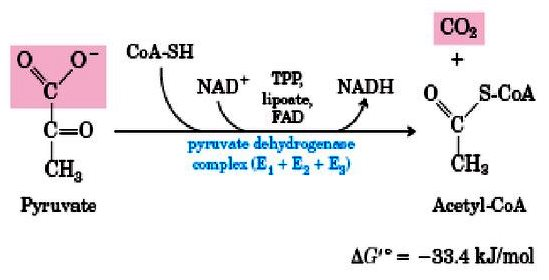 O O⁻
C
C=O
CH₃
Pyruvate
CoA-SH
NAD⁺
TPP,
lipoate,
FAD
NADH
pyruvate dehydrogenase
complex (E₁ + E₂ + E₃)
CO₂
+
O S-CoA
C
CH₃
Acetyl-CoA
ΔG′° = −33.4 kJ/mol